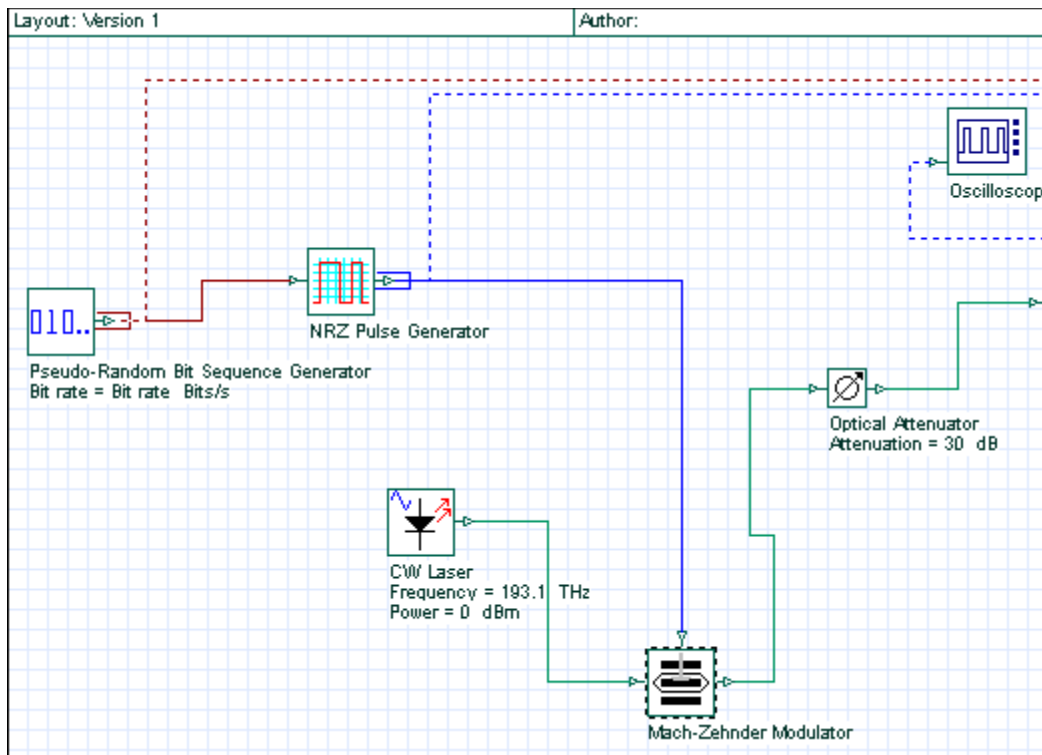 Layout: Version 1
Author:
Oscilloscop
NRZ Pulse Generator
010..
Pseudo-Random Bit Sequence Generator
Bit rate = Bit rate Bits/s
Optical Attenuator
Attenuation = 30 dB
CW Laser
Frequency = 193.1 THz
Power = 0 dBm
Mach-Zehnder Modulator